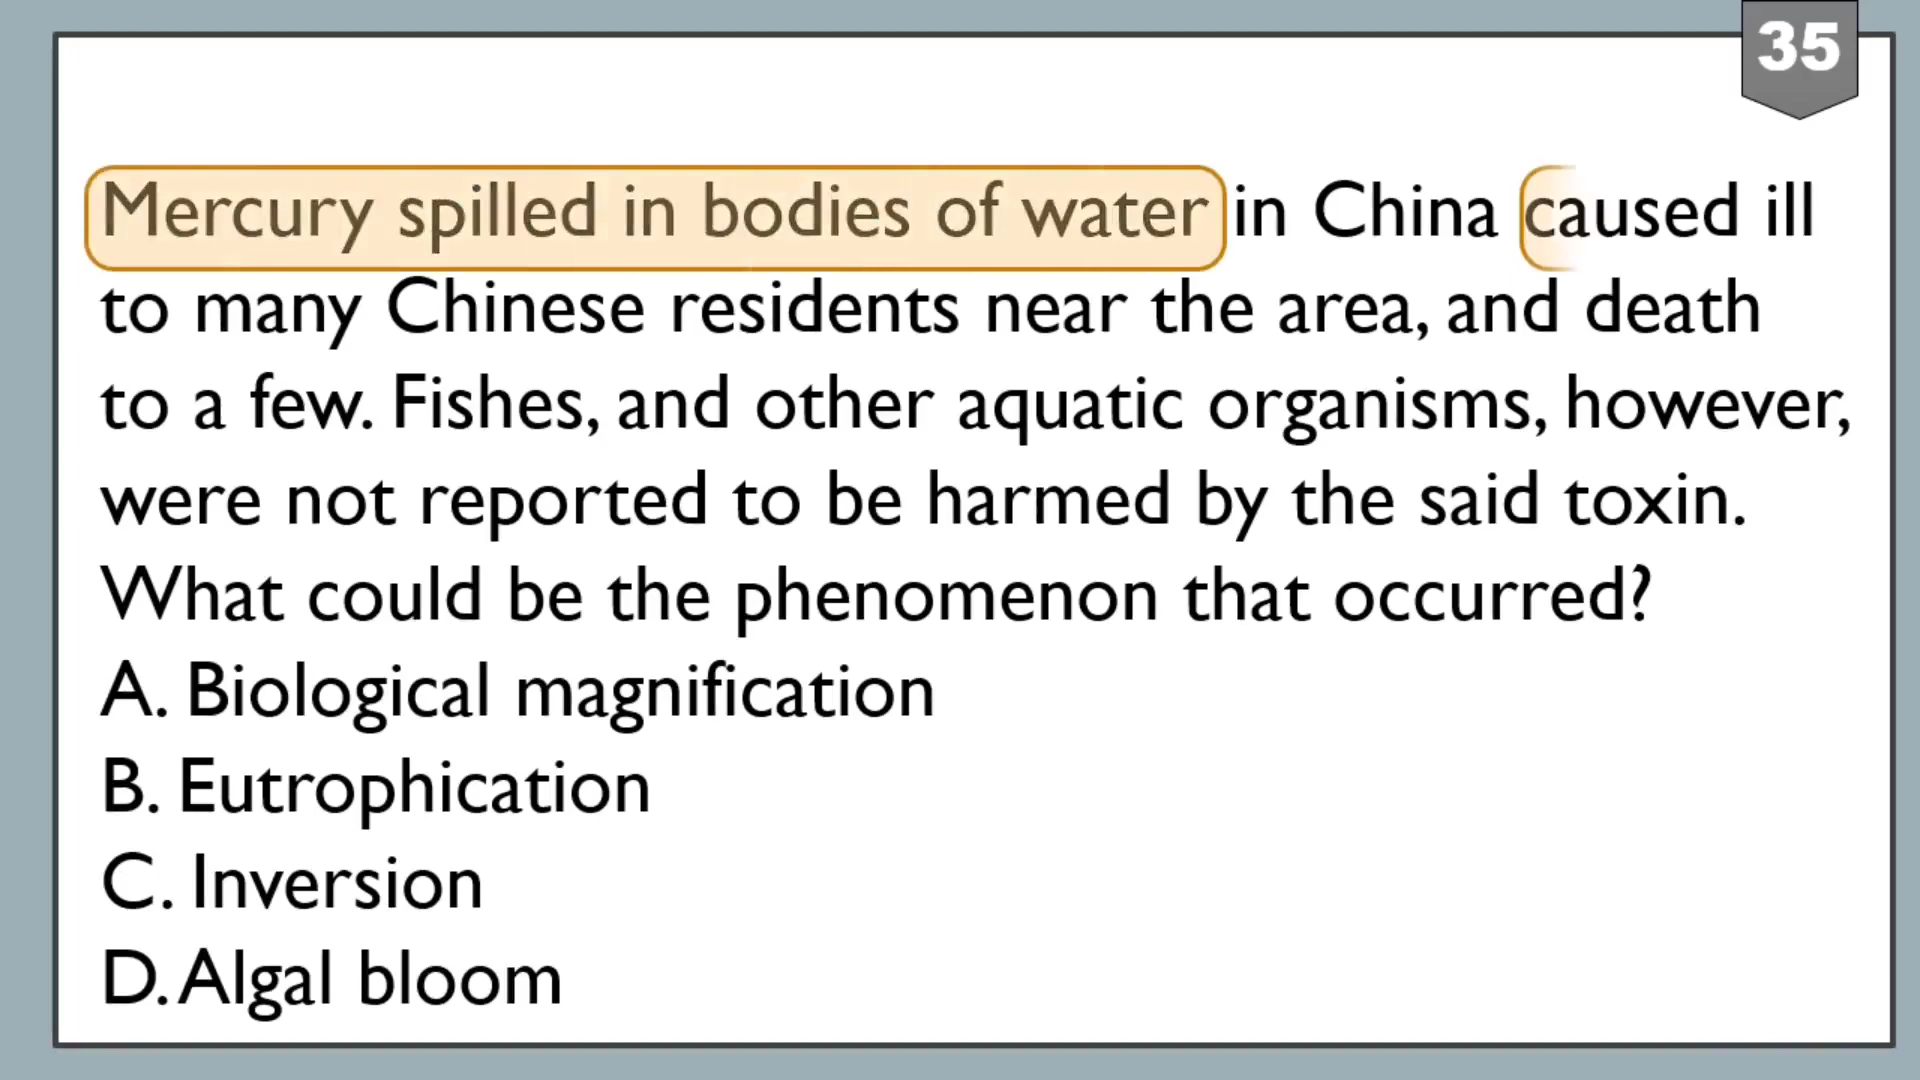 35
Mercury spilled in bodies of water in China caused ill
to many Chinese residents near the area, and death
to a few. Fishes, and other aquatic organisms, however,
were not reported to be harmed by the said toxin.
What could be the phenomenon that occurred?
A. Biological magnification
B. Eutrophication
C. Inversion
D. Algal bloom